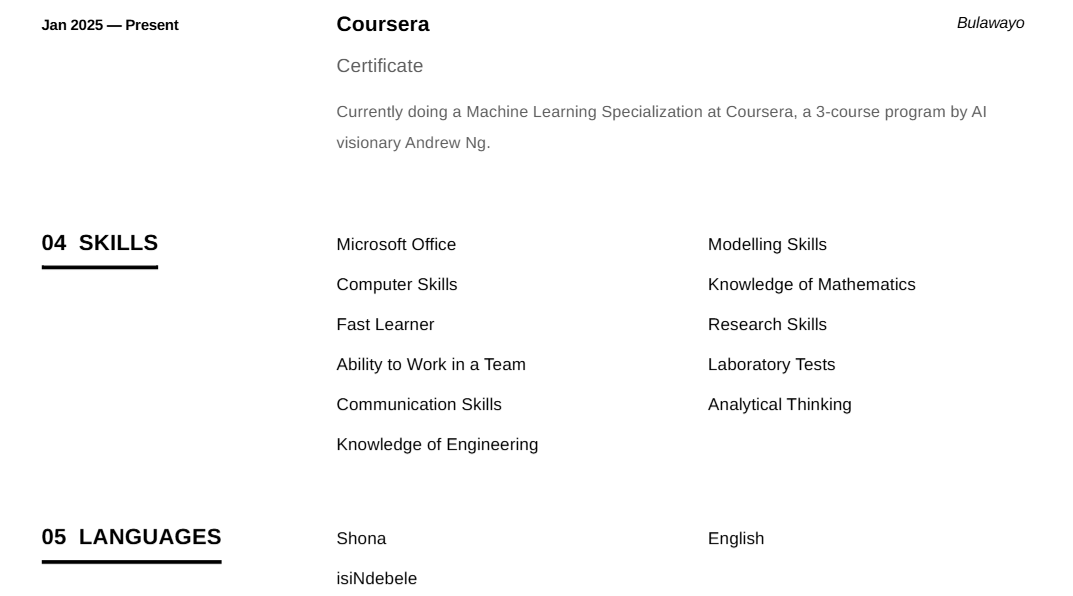 Jan 2025 — Present
Coursera
Bulawayo
Certificate
Currently doing a Machine Learning Specialization at Coursera, a 3-course program by AI
visionary Andrew Ng.
04 SKILLS
Microsoft Office
Modelling Skills
Computer Skills
Knowledge of Mathematics
Fast Learner
Research Skills
Ability to Work in a Team
Laboratory Tests
Communication Skills
Analytical Thinking
Knowledge of Engineering
05 LANGUAGES
Shona
English
isiNdebele